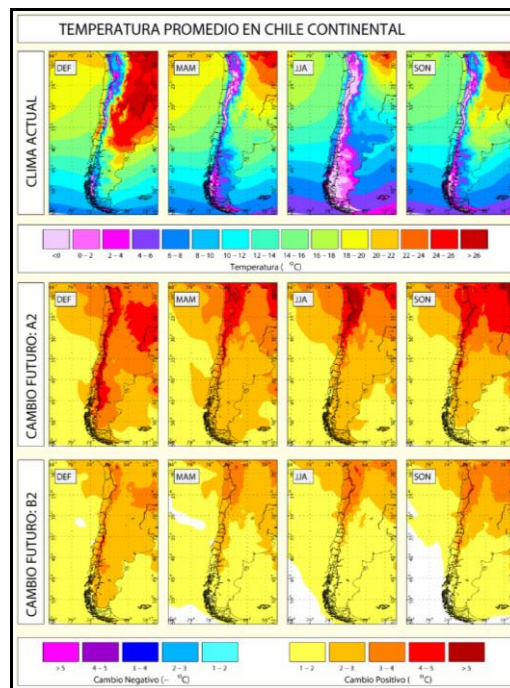 TEMPERATURA PROMEDIO EN CHILE CONTINENTAL
CLIMA ACTUAL
DEF
MAM
JJA
SON
<0
0 – 2
2 – 4
4 – 6
6 – 8
8 – 10
10 – 12
12 – 14
14 – 16
16 – 18
18 – 20
20 – 22
22 – 24
24 – 26
> 26
Temperatura ( °C)
CAMBIO FUTURO: A2
DEF
MAM
JJA
SON
CAMBIO FUTURO: B2
DEF
MAM
JJA
SON
> 5
4 – 5
3 – 4
2 – 3
1 – 2
Cambio Negativo (– °C)
1 – 2
2 – 3
3 – 4
4 – 5
> 5
Cambio Positivo ( °C)